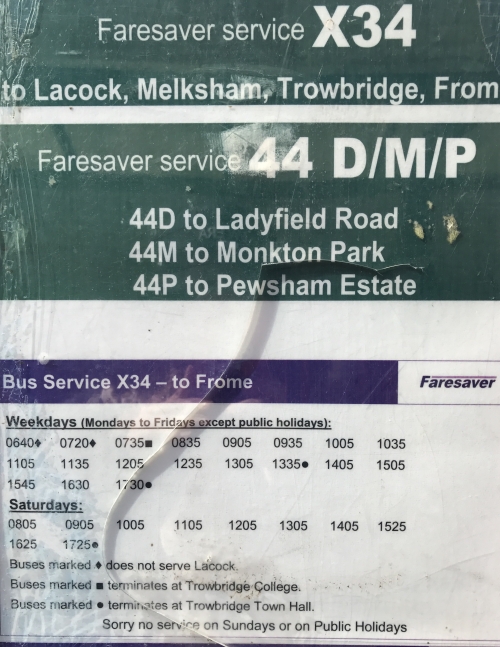 Faresaver service X34
to Lacock, Melksham, Trowbridge, From
Faresaver service 44 D/M/P
44D to Ladyfield Road
44M to Monkton Park
44P to Pewsham Estate
Bus Service X34 – to Frome Faresaver
Weekdays (Mondays to Fridays except public holidays):
0640♦ 0720♦ 0735■ 0835 0905 0935 1005 1035
1105 1135 1205 1235 1305 1335● 1405 1505
1545 1630 1730●
Saturdays:
0805 0905 1005 1105 1205 1305 1405 1525
1625 1725●
Buses marked ♦ does not serve Lacock.
Buses marked ■ terminates at Trowbridge College.
Buses marked ● terminates at Trowbridge Town Hall.
Sorry no service on Sundays or on Public Holidays